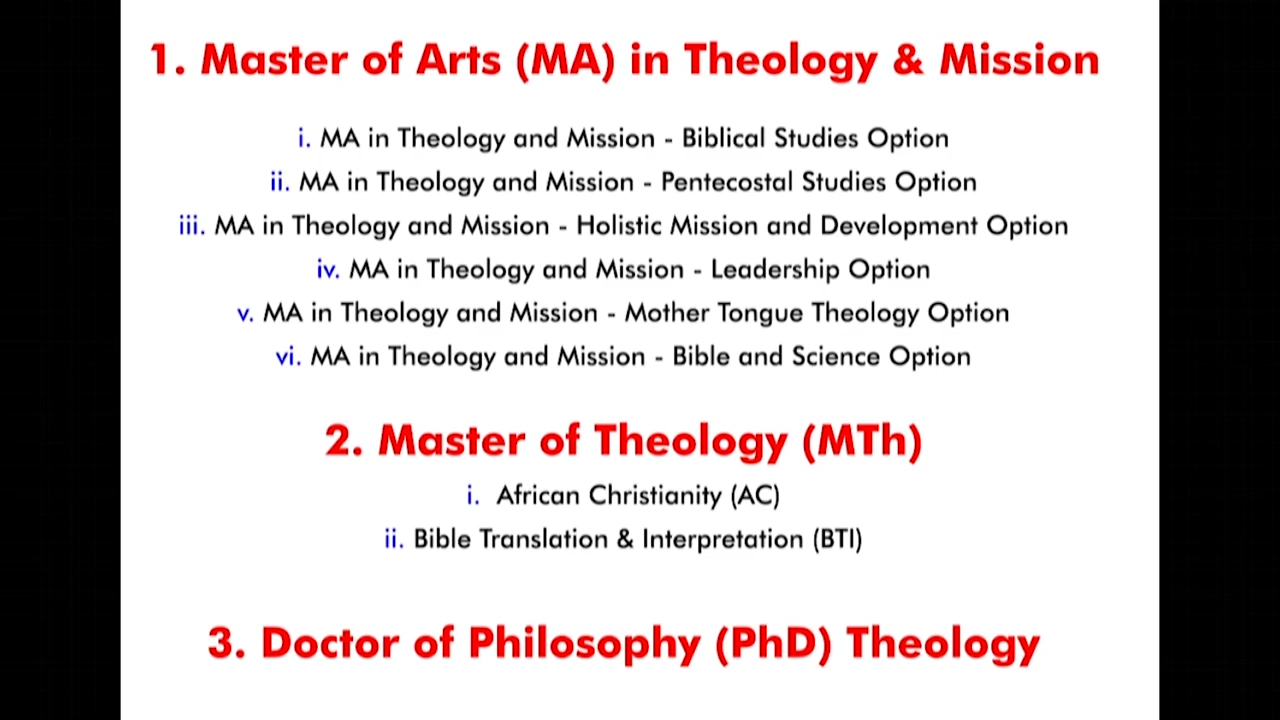 1. Master of Arts (MA) in Theology & Mission
i. MA in Theology and Mission - Biblical Studies Option
ii. MA in Theology and Mission - Pentecostal Studies Option
iii. MA in Theology and Mission - Holistic Mission and Development Option
iv. MA in Theology and Mission - Leadership Option
v. MA in Theology and Mission - Mother Tongue Theology Option
vi. MA in Theology and Mission - Bible and Science Option
2. Master of Theology (MTh)
i. African Christianity (AC)
ii. Bible Translation & Interpretation (BTI)
3. Doctor of Philosophy (PhD) Theology